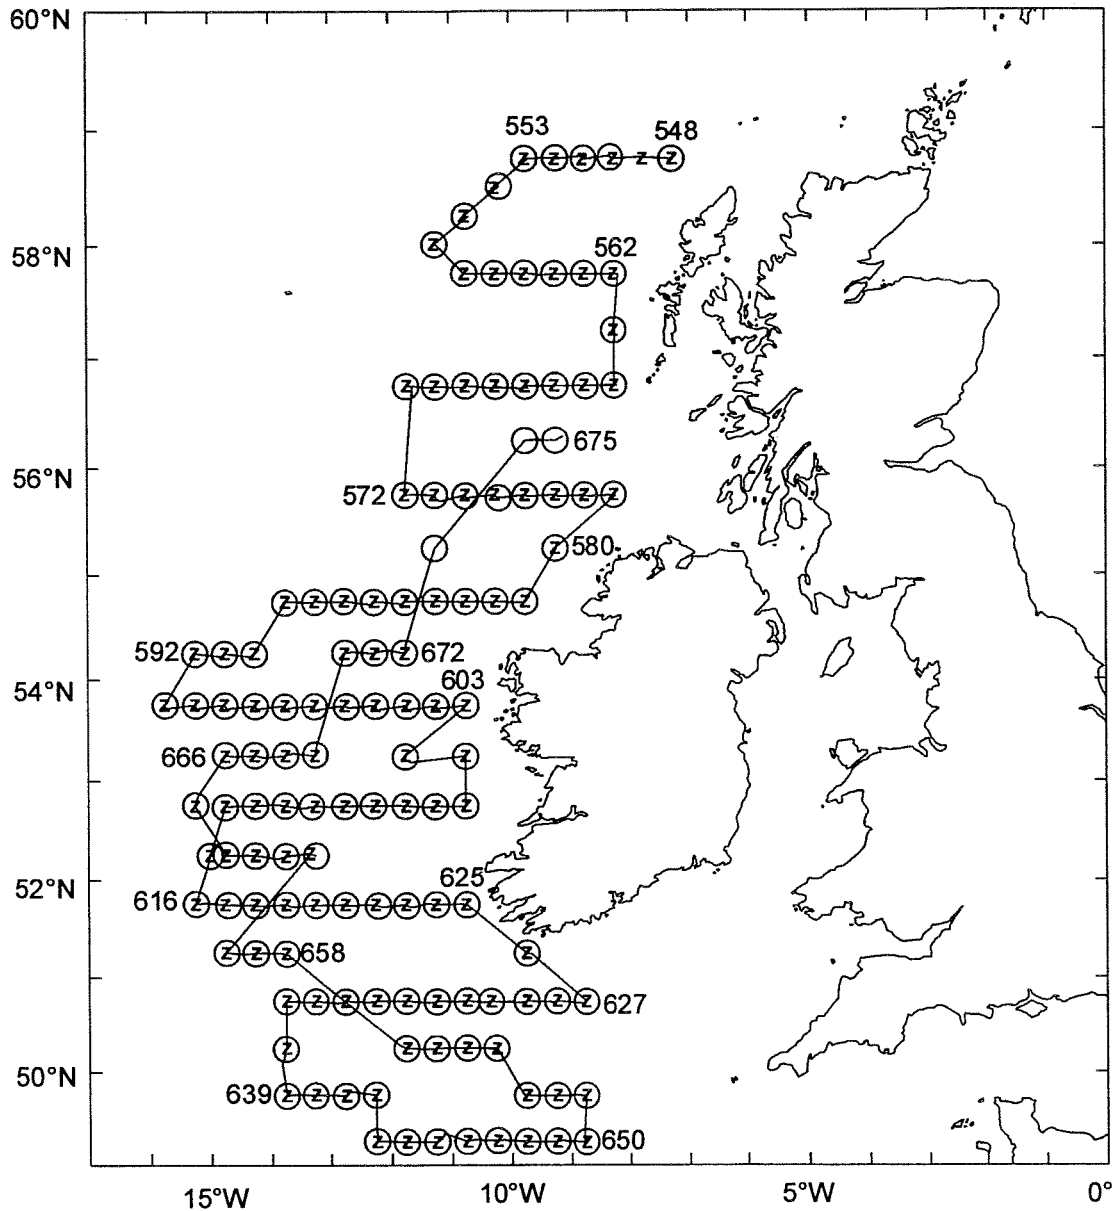 60°N
553 548
z z z z z z
z
z
z
58°N
562
z z z z z z
z
z z z z z z z z
675
56°N
572 z z z z z z z z
z 580
z z z z z z z z z
592 z z z
z z z 672
54°N
603
z z z z z z z z z z z
666 z z z z
z z
z
z z z z z z z z z
z z z z z
52°N
625
616 z z z z z z z z z z
z z z 658
z
z z z z z z z z z z z 627
z
z z z z
50°N
639 z z z z
z z z
z z z z z z z z 650
15°W 10°W 5°W 0°